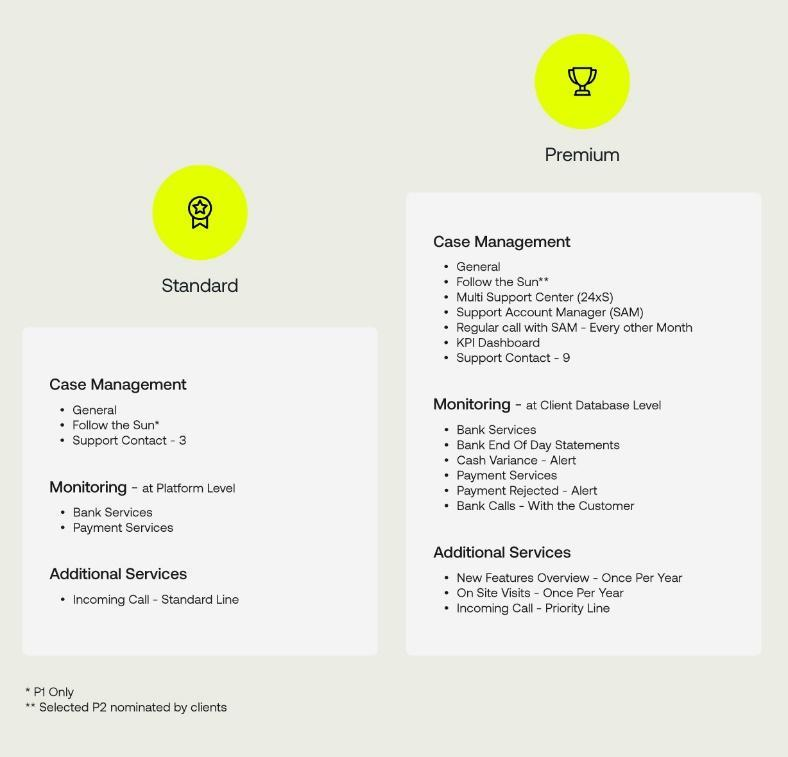 Standard
Case Management
• General
• Follow the Sun*
• Support Contact - 3
Monitoring - at Platform Level
• Bank Services
• Payment Services
Additional Services
• Incoming Call - Standard Line
Premium
Case Management
• General
• Follow the Sun**
• Multi Support Center (24xS)
• Support Account Manager (SAM)
• Regular call with SAM - Every other Month
• KPI Dashboard
• Support Contact - 9
Monitoring - at Client Database Level
• Bank Services
• Bank End Of Day Statements
• Cash Variance - Alert
• Payment Services
• Payment Rejected - Alert
• Bank Calls - With the Customer
Additional Services
• New Features Overview - Once Per Year
• On Site Visits - Once Per Year
• Incoming Call - Priority Line
* P1 Only
** Selected P2 nominated by clients